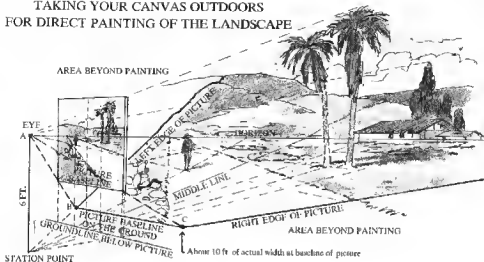 TAKING YOUR CANVAS OUTDOORS
FOR DIRECT PAINTING OF THE LANDSCAPE
AREA BEYOND PAINTING
EYE
A
LEFT EDGE OF PICTURE
HORIZON
PICTURE
BASELINE
6 FT.
MIDDLE LINE
B
PICTURE BASELINE
ON THE GROUND
C
GROUNDLINE BELOW PICTURE
RIGHT EDGE OF PICTURE
AREA BEYOND PAINTING
About 10 ft of actual width at baseline of picture
STATION POINT